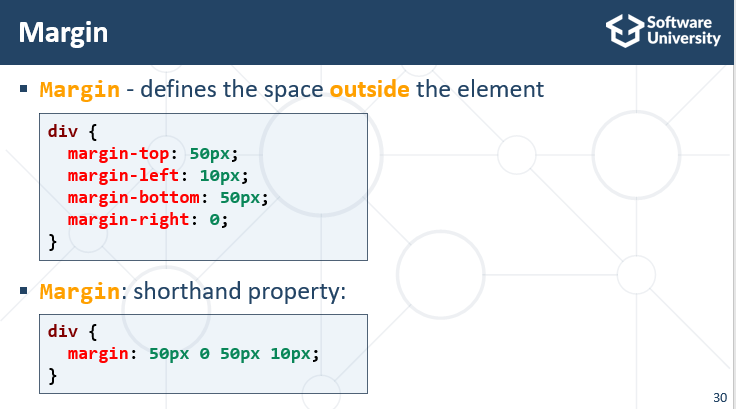 Margin
Software
University
▪ Margin - defines the space outside the element
div {
  margin-top: 50px;
  margin-left: 10px;
  margin-bottom: 50px;
  margin-right: 0;
}
▪ Margin: shorthand property:
div {
  margin: 50px 0 50px 10px;
}
30